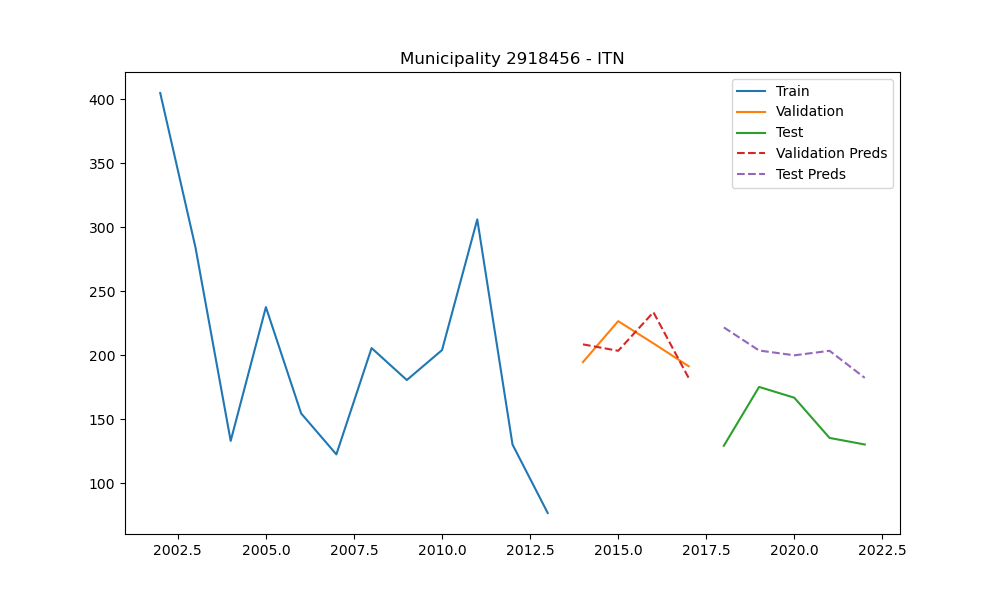 Municipality 2918456 - ITN
Train
Validation
Test
Validation Preds
Test Preds
400
350
300
250
200
150
100
2002.5 2005.0 2007.5 2010.0 2012.5 2015.0 2017.5 2020.0 2022.5